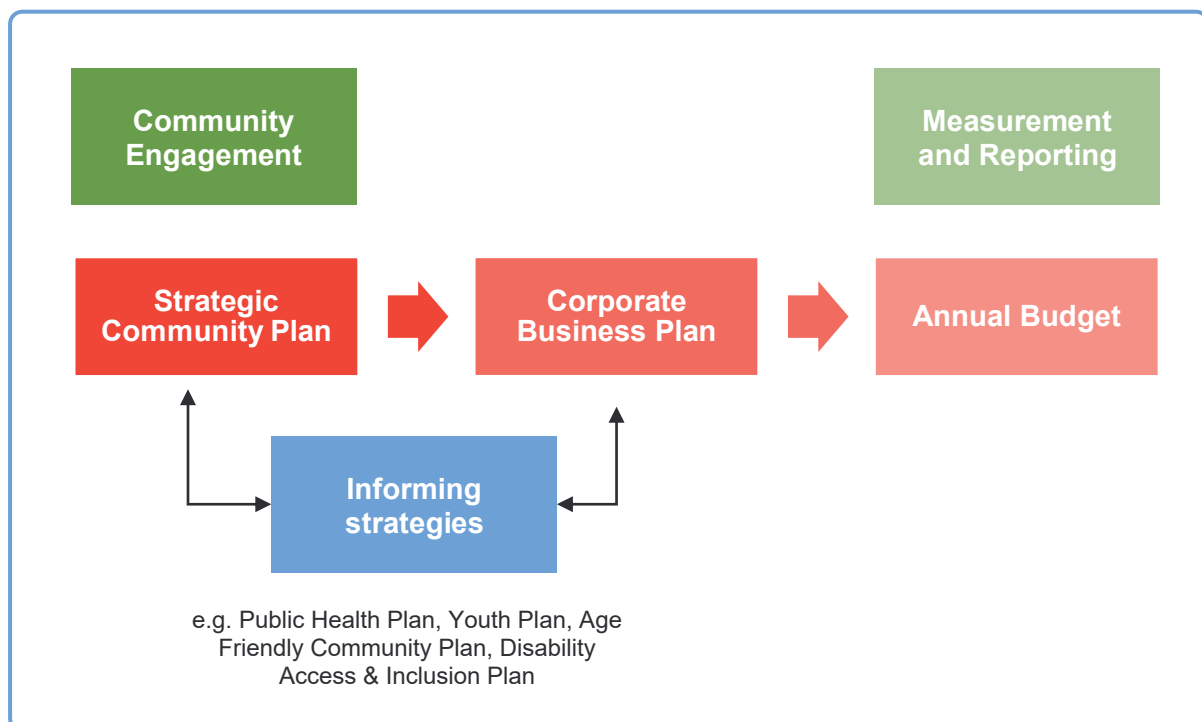 Community
Engagement
Measurement
and Reporting
Strategic
Community Plan
Corporate
Business Plan
Annual Budget
Informing
strategies
e.g. Public Health Plan, Youth Plan, Age
Friendly Community Plan, Disability
Access & Inclusion Plan